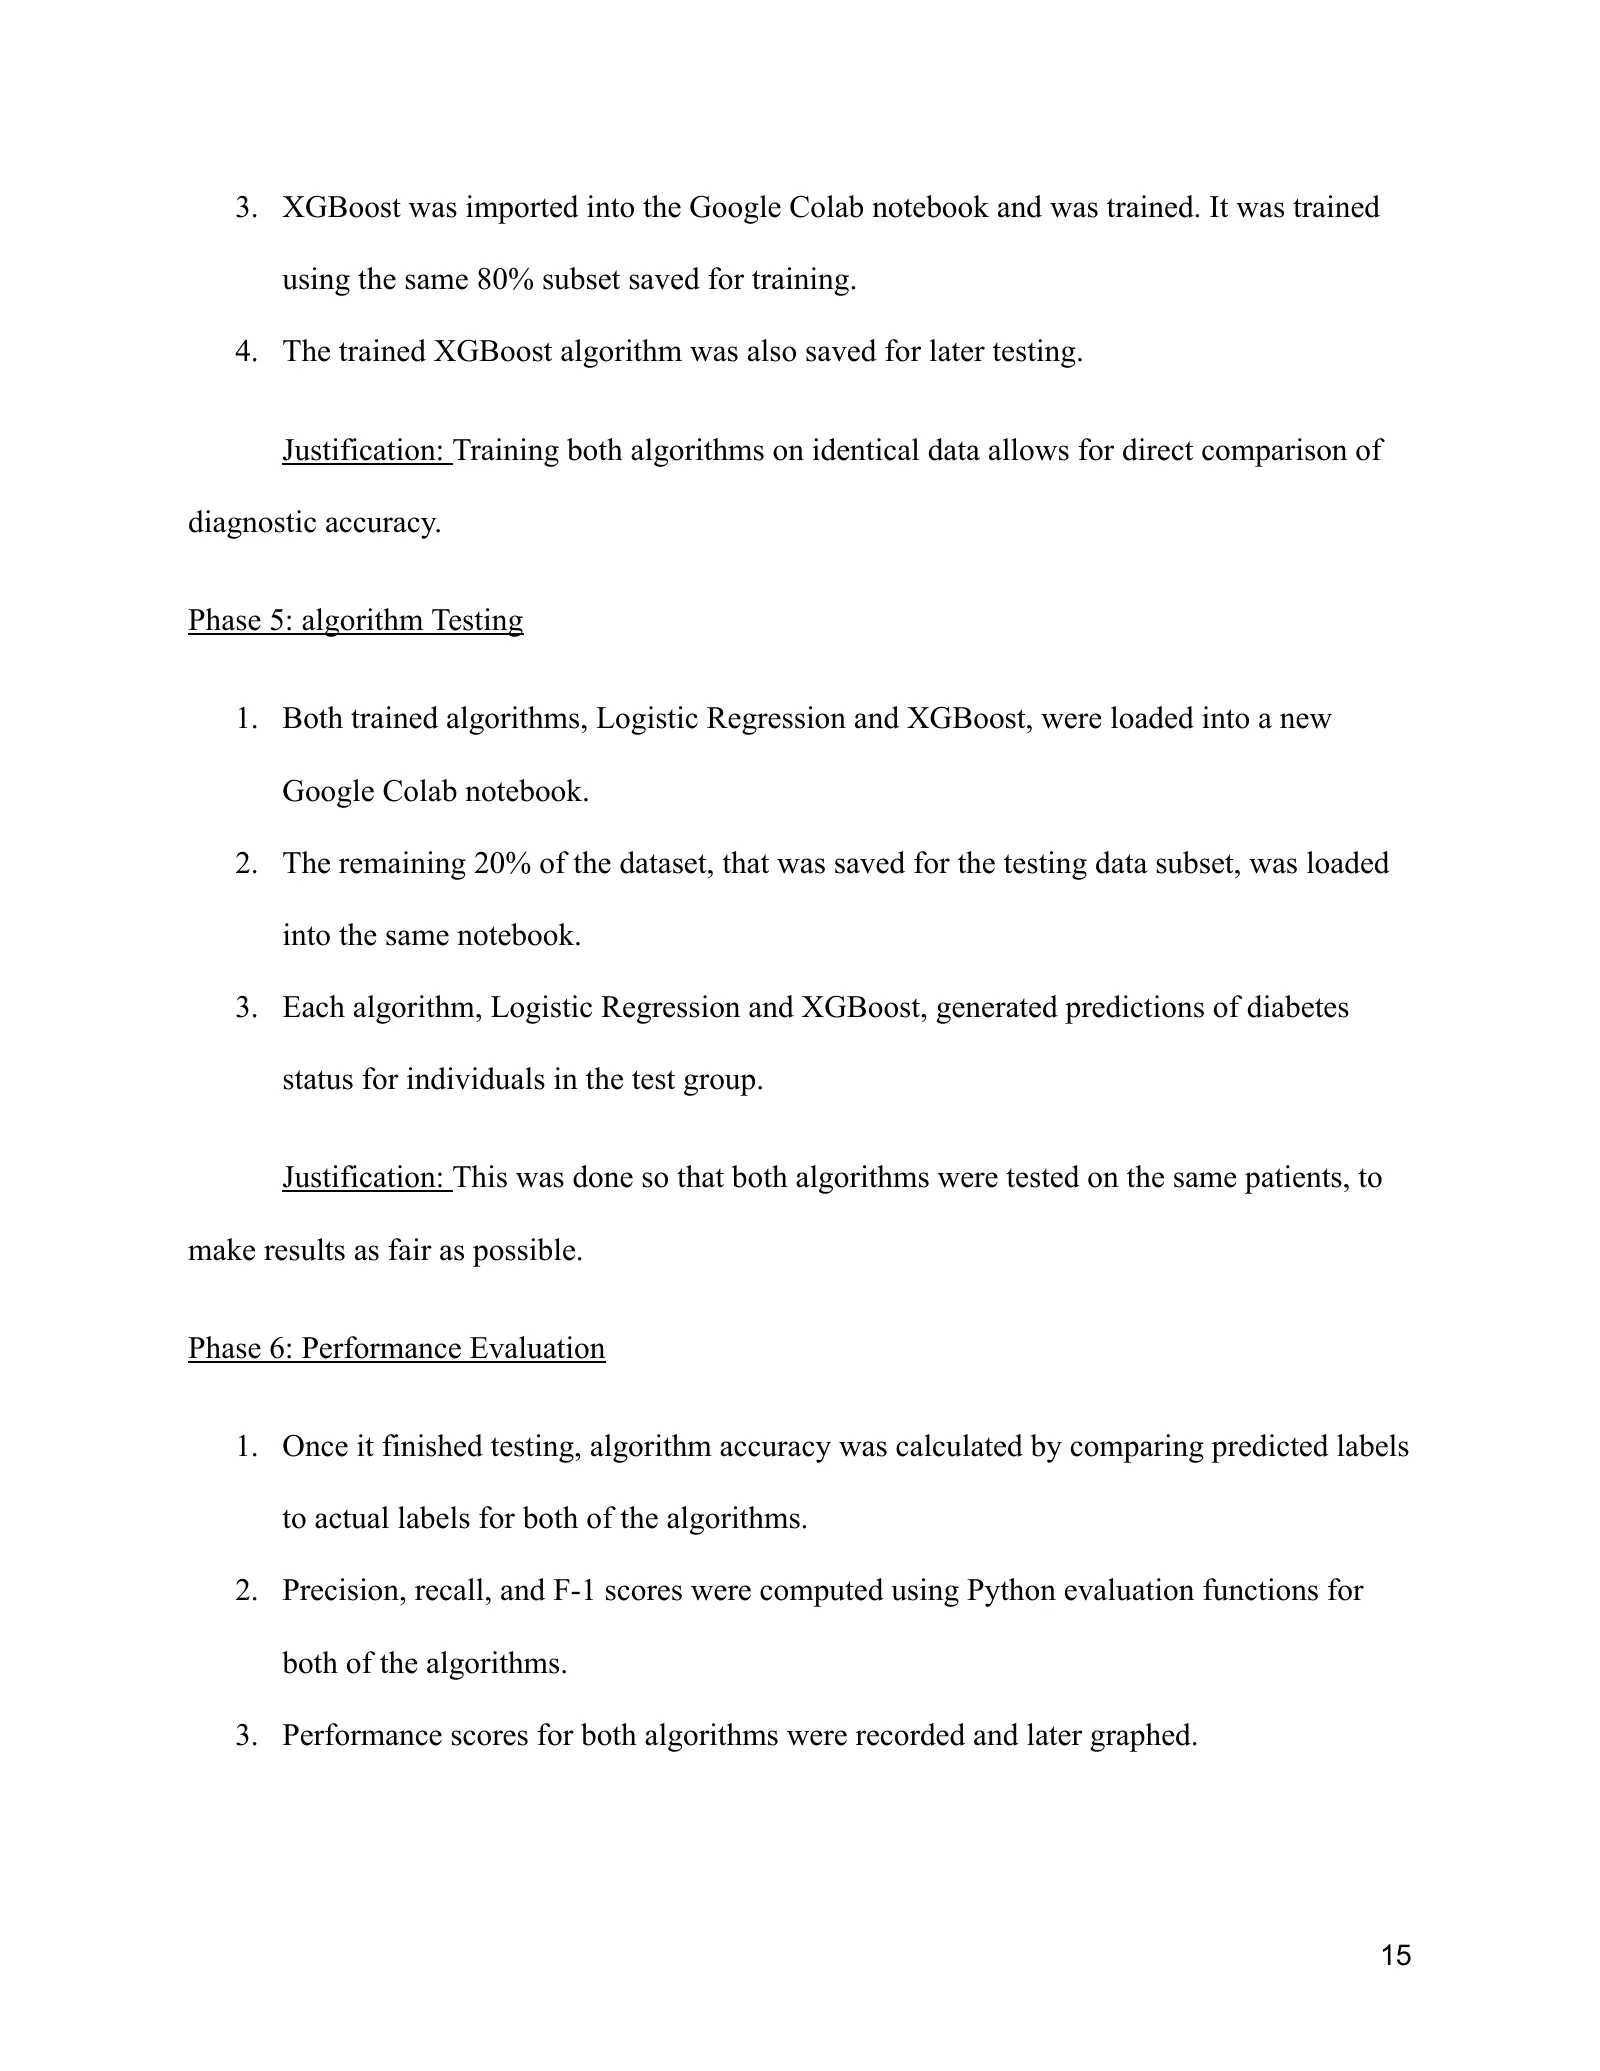 3. XGBoost was imported into the Google Colab notebook and was trained. It was trained
using the same 80% subset saved for training.
4. The trained XGBoost algorithm was also saved for later testing.
Justification: Training both algorithms on identical data allows for direct comparison of
diagnostic accuracy.
Phase 5: algorithm Testing
1. Both trained algorithms, Logistic Regression and XGBoost, were loaded into a new
Google Colab notebook.
2. The remaining 20% of the dataset, that was saved for the testing data subset, was loaded
into the same notebook.
3. Each algorithm, Logistic Regression and XGBoost, generated predictions of diabetes
status for individuals in the test group.
Justification: This was done so that both algorithms were tested on the same patients, to
make results as fair as possible.
Phase 6: Performance Evaluation
1. Once it finished testing, algorithm accuracy was calculated by comparing predicted labels
to actual labels for both of the algorithms.
2. Precision, recall, and F-1 scores were computed using Python evaluation functions for
both of the algorithms.
3. Performance scores for both algorithms were recorded and later graphed.
15